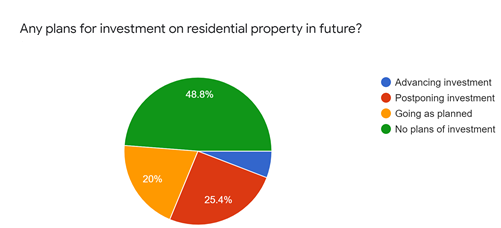 Any plans for investment on residential property in future?
48.8%
20%
25.4%
Advancing investment
Postponing investment
Going as planned
No plans of investment